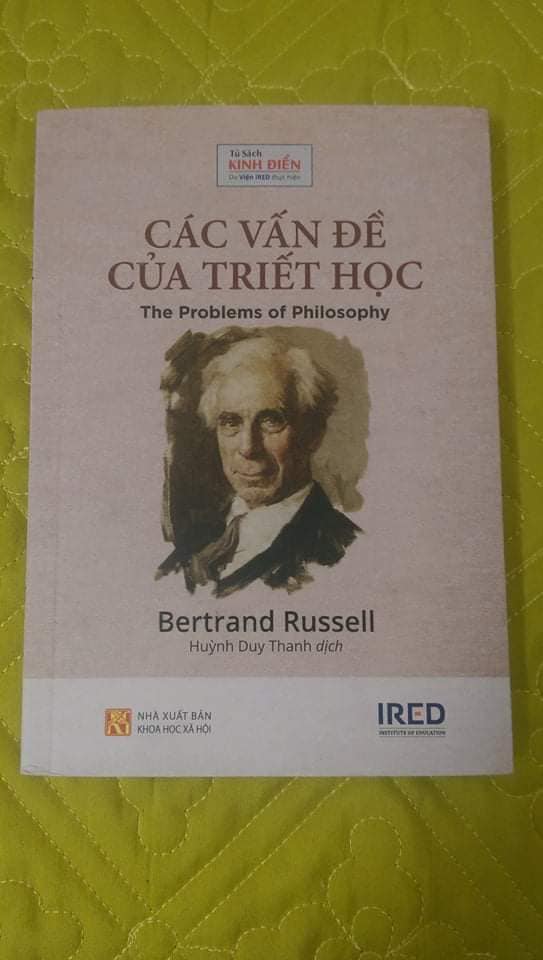 Tủ Sách
KINH ĐIỂN
Do Viện IRED thực hiện
CÁC VẤN ĐỀ
CỦA TRIẾT HỌC
The Problems of Philosophy
Bertrand Russell
Huỳnh Duy Thanh dịch
NHÀ XUẤT BẢN
KHOA HỌC XÃ HỘI
IRED
INSTITUTE OF EDUCATION